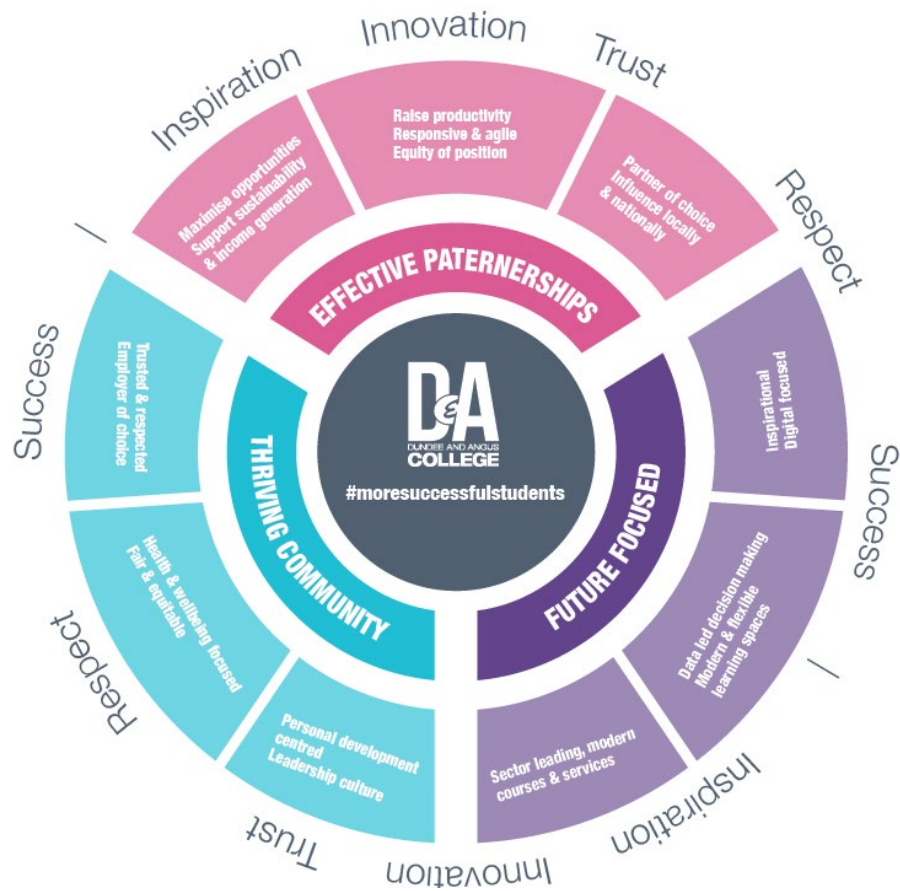 Inspiration
Innovation
Trust
Respect
Success
/
Inspiration
Innovation
Trust
Respect
Success
/
Maximise opportunities
Support sustainability
& income generation
Raise productivity
Responsive & agile
Equity of position
Partner of choice
Influence locally
& nationally
EFFECTIVE PATERNERSHIPS
Inspirational
Digital focused
Data led decision making
Modern & flexible
learning spaces
Sector leading, modern
courses & services
FUTURE FOCUSED
Personal development
centred
Leadership culture
Health & wellbeing focused
Fair & equitable
Trusted & respected
Employer of choice
THRIVING COMMUNITY
D&A
DUNDEE AND ANGUS
COLLEGE
#moresuccessfulstudents